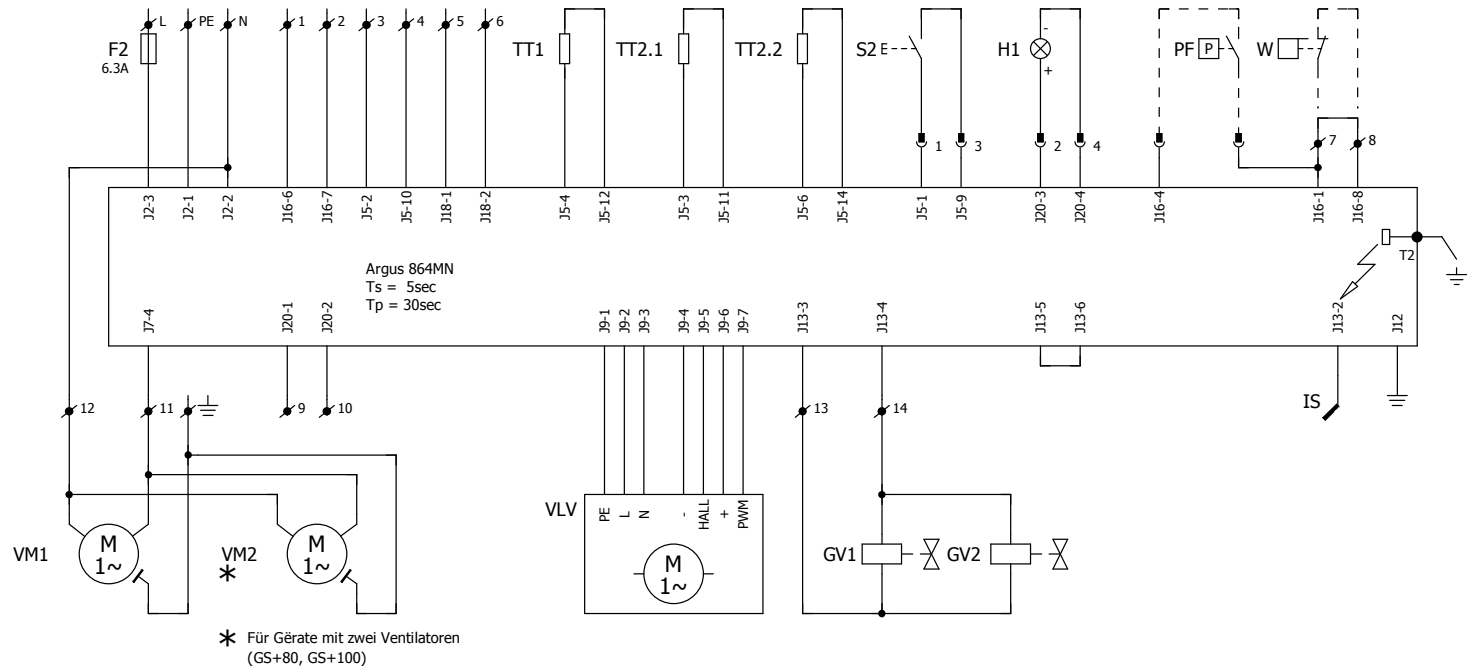 L PE N 1 2 3 4 5 6
F2
6.3A
TT1 TT2.1 TT2.2 S2 E H1 - + PF P W
1 3 2 4 7 8
J2-3 J2-1 J2-2 J16-6 J16-7 J5-2 J5-10 J18-1 J18-2 J5-4 J5-12 J5-3 J5-11 J5-6 J5-14 J5-1 J5-9 J20-3 J20-4 J16-4 J16-1 J16-8
T2
Argus 864MN
Ts = 5sec
Tp = 30sec
J7-4 J20-1 J20-2 J9-1 J9-2 J9-3 J9-4 J9-5 J9-6 J9-7 J13-3 J13-4 J13-5 J13-6 J13-2 J12
12 11 9 10 13 14 IS
VLV PE L N - HALL + PWM
VM1 M
1~
VM2 M
1~
M
1~
GV1 GV2
* Für Gërate mit zwei Ventilatoren
(GS+80, GS+100)